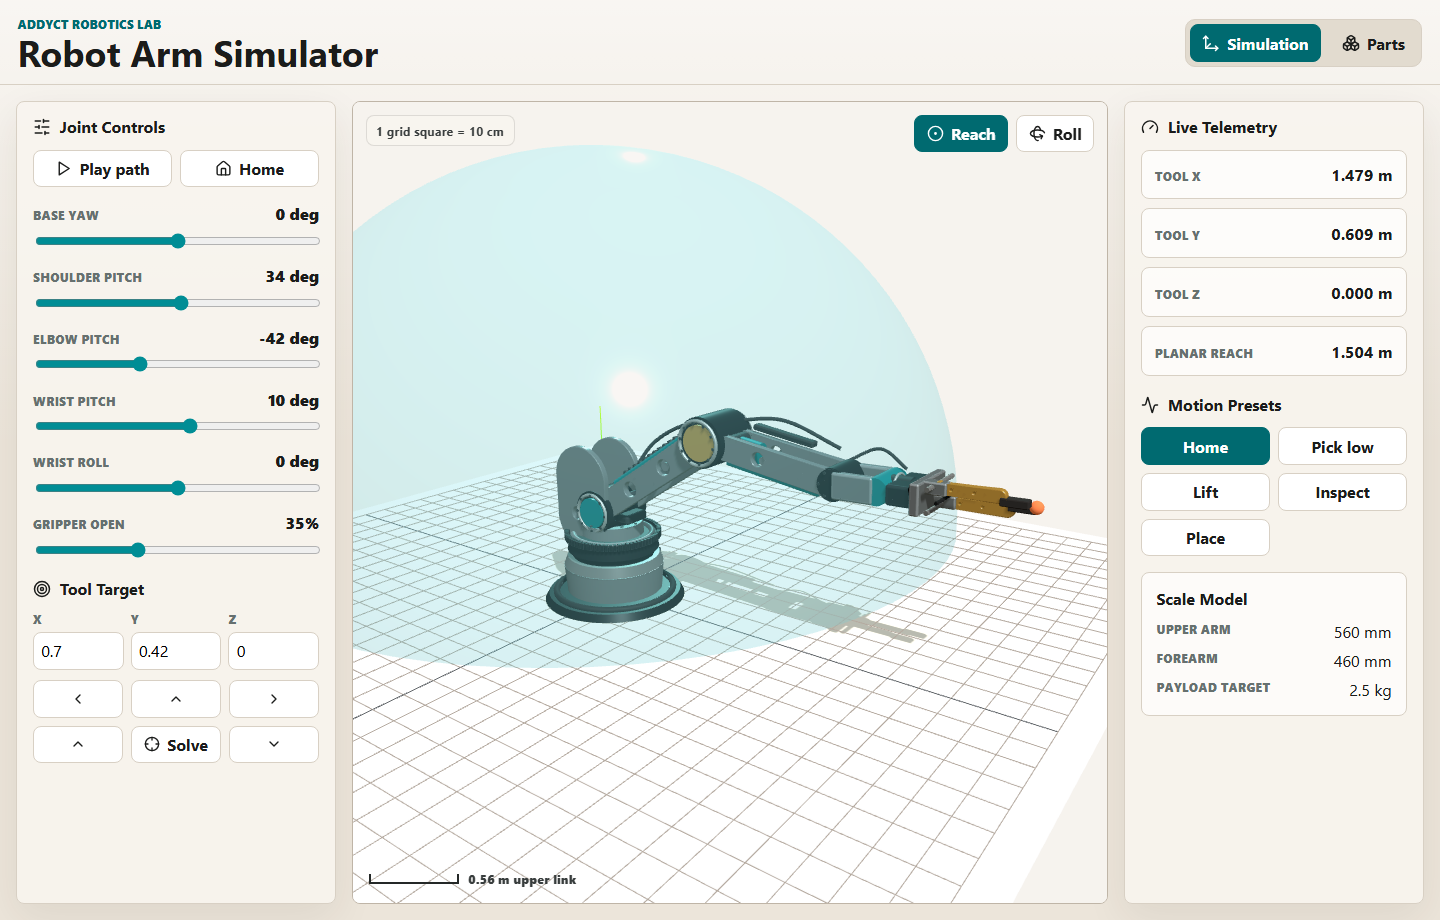 ADDYCT ROBOTICS LAB
Robot Arm Simulator
Simulation
Parts
Joint Controls
Play path
Home
BASE YAW
0 deg
SHOULDER PITCH
34 deg
ELBOW PITCH
-42 deg
WRIST PITCH
10 deg
WRIST ROLL
0 deg
GRIPPER OPEN
35%
Tool Target
X Y Z
0.7 0.42 0
Solve
1 grid square = 10 cm
Reach
Roll
0.56 m upper link
Live Telemetry
TOOL X
1.479 m
TOOL Y
0.609 m
TOOL Z
0.000 m
PLANAR REACH
1.504 m
Motion Presets
Home
Pick low
Lift
Inspect
Place
Scale Model
UPPER ARM
560 mm
FOREARM
460 mm
PAYLOAD TARGET
2.5 kg